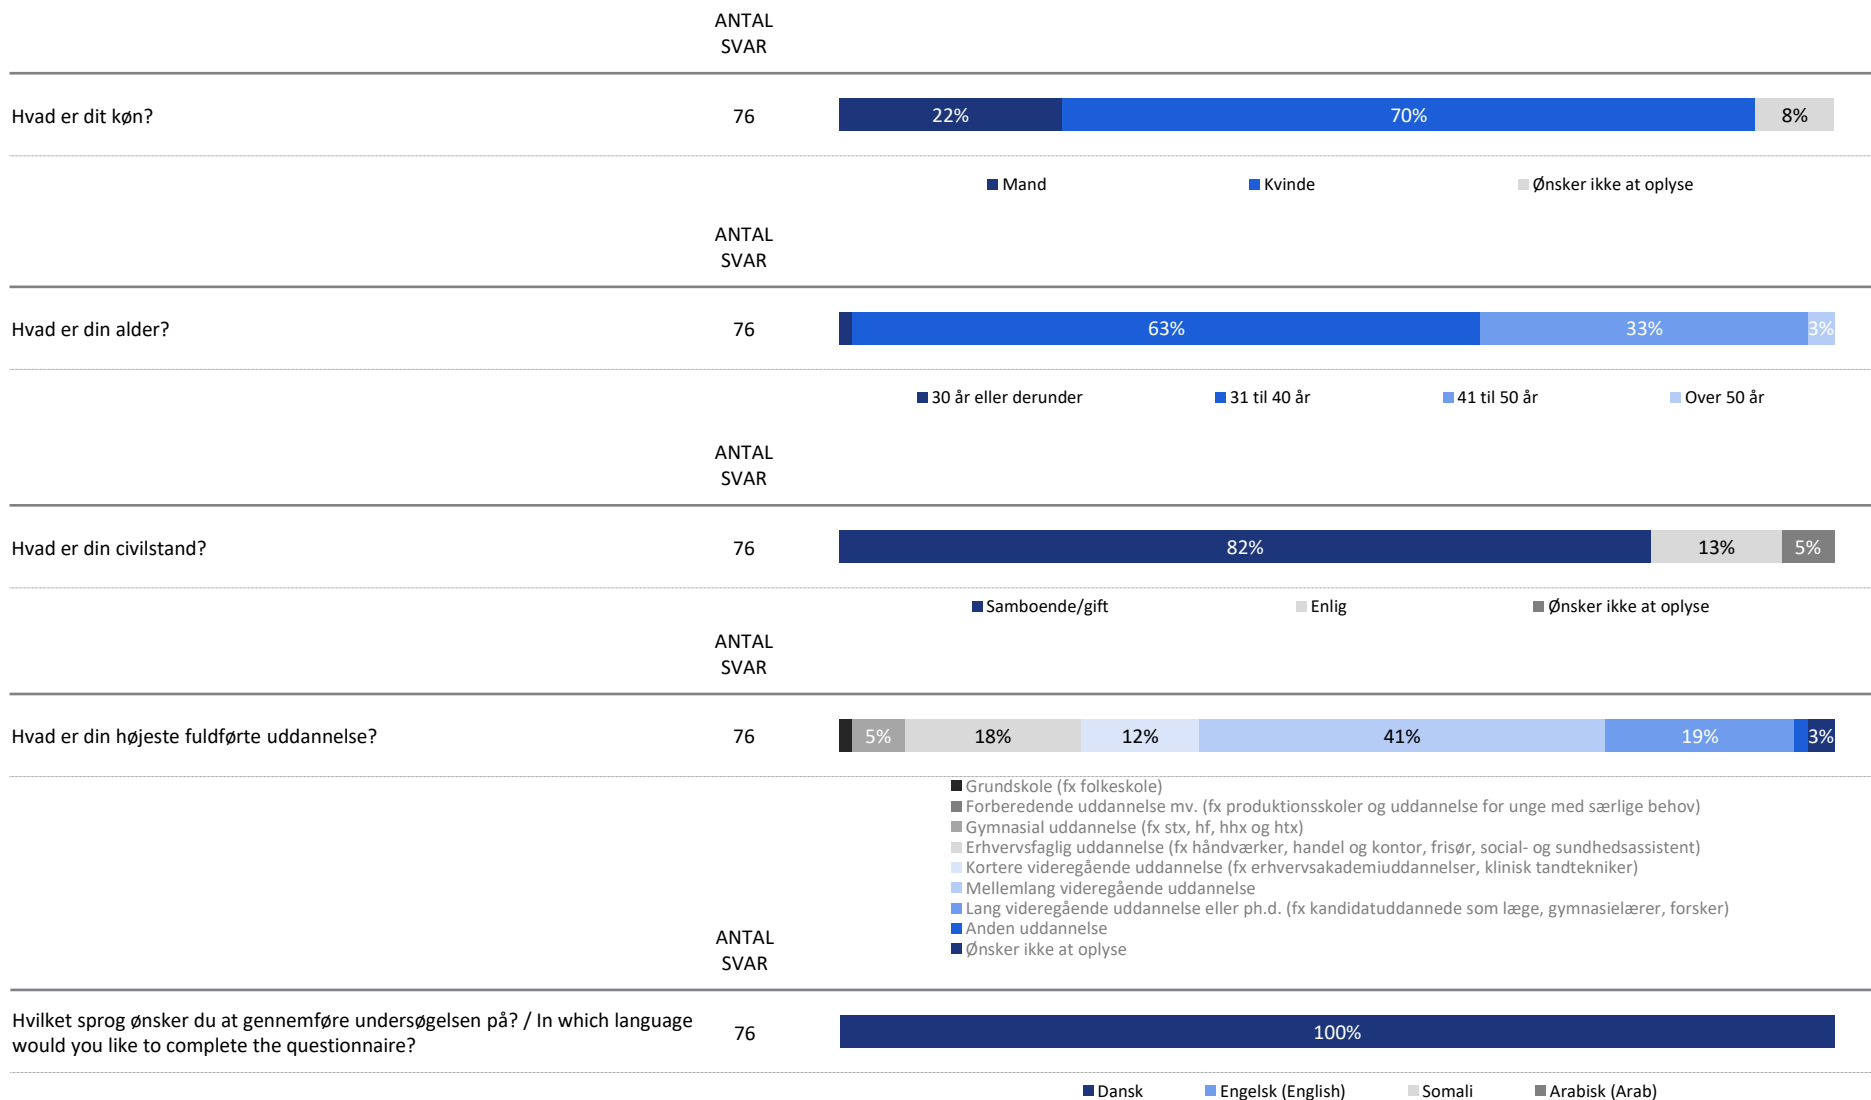 ANTAL
SVAR
Hvad er dit køn?
76
22%
70%
8%
Mand
Kvinde
Ønsker ikke at oplyse
ANTAL
SVAR
Hvad er din alder?
76
63%
33%
3%
30 år eller derunder
31 til 40 år
41 til 50 år
Over 50 år
ANTAL
SVAR
Hvad er din civilstand?
76
82%
13%
5%
Samboende/gift
Enlig
Ønsker ikke at oplyse
ANTAL
SVAR
Hvad er din højeste fuldførte uddannelse?
76
5%
18%
12%
41%
19%
3%
Grundskole (fx folkeskole)
Forberedende uddannelse mv. (fx produktionsskoler og uddannelse for unge med særlige behov)
Gymnasial uddannelse (fx stx, hf, hhx og htx)
Erhvervsfaglig uddannelse (fx håndværker, handel og kontor, frisør, social- og sundhedsassistent)
Kortere videregående uddannelse (fx erhvervsakademiuddannelser, klinisk tandtekniker)
Mellemlang videregående uddannelse
Lang videregående uddannelse eller ph.d. (fx kandidatuddannede som læge, gymnasielærer, forsker)
Anden uddannelse
Ønsker ikke at oplyse
ANTAL
SVAR
Hvilket sprog ønsker du at gennemføre undersøgelsen på? / In which language
would you like to complete the questionnaire?
76
100%
Dansk
Engelsk (English)
Somali
Arabisk (Arab)